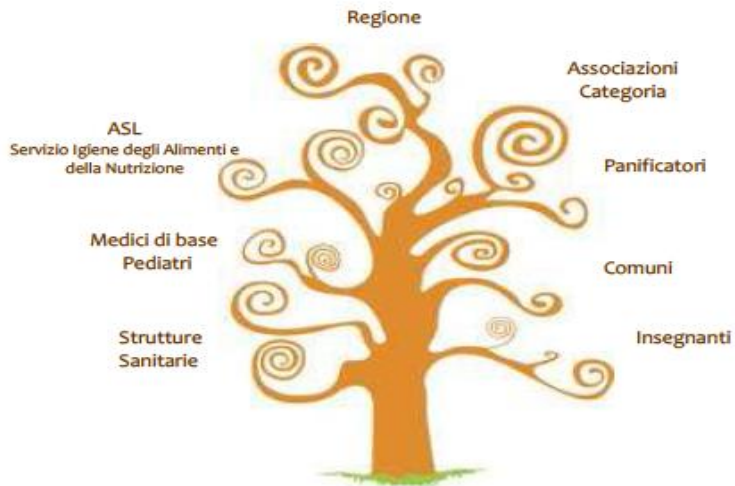 Regione
Associazioni
Categoria
ASL
Servizio Igiene degli Alimenti e
della Nutrizione
Panificatori
Medici di base
Pediatri
Comuni
Strutture
Sanitarie
Insegnanti